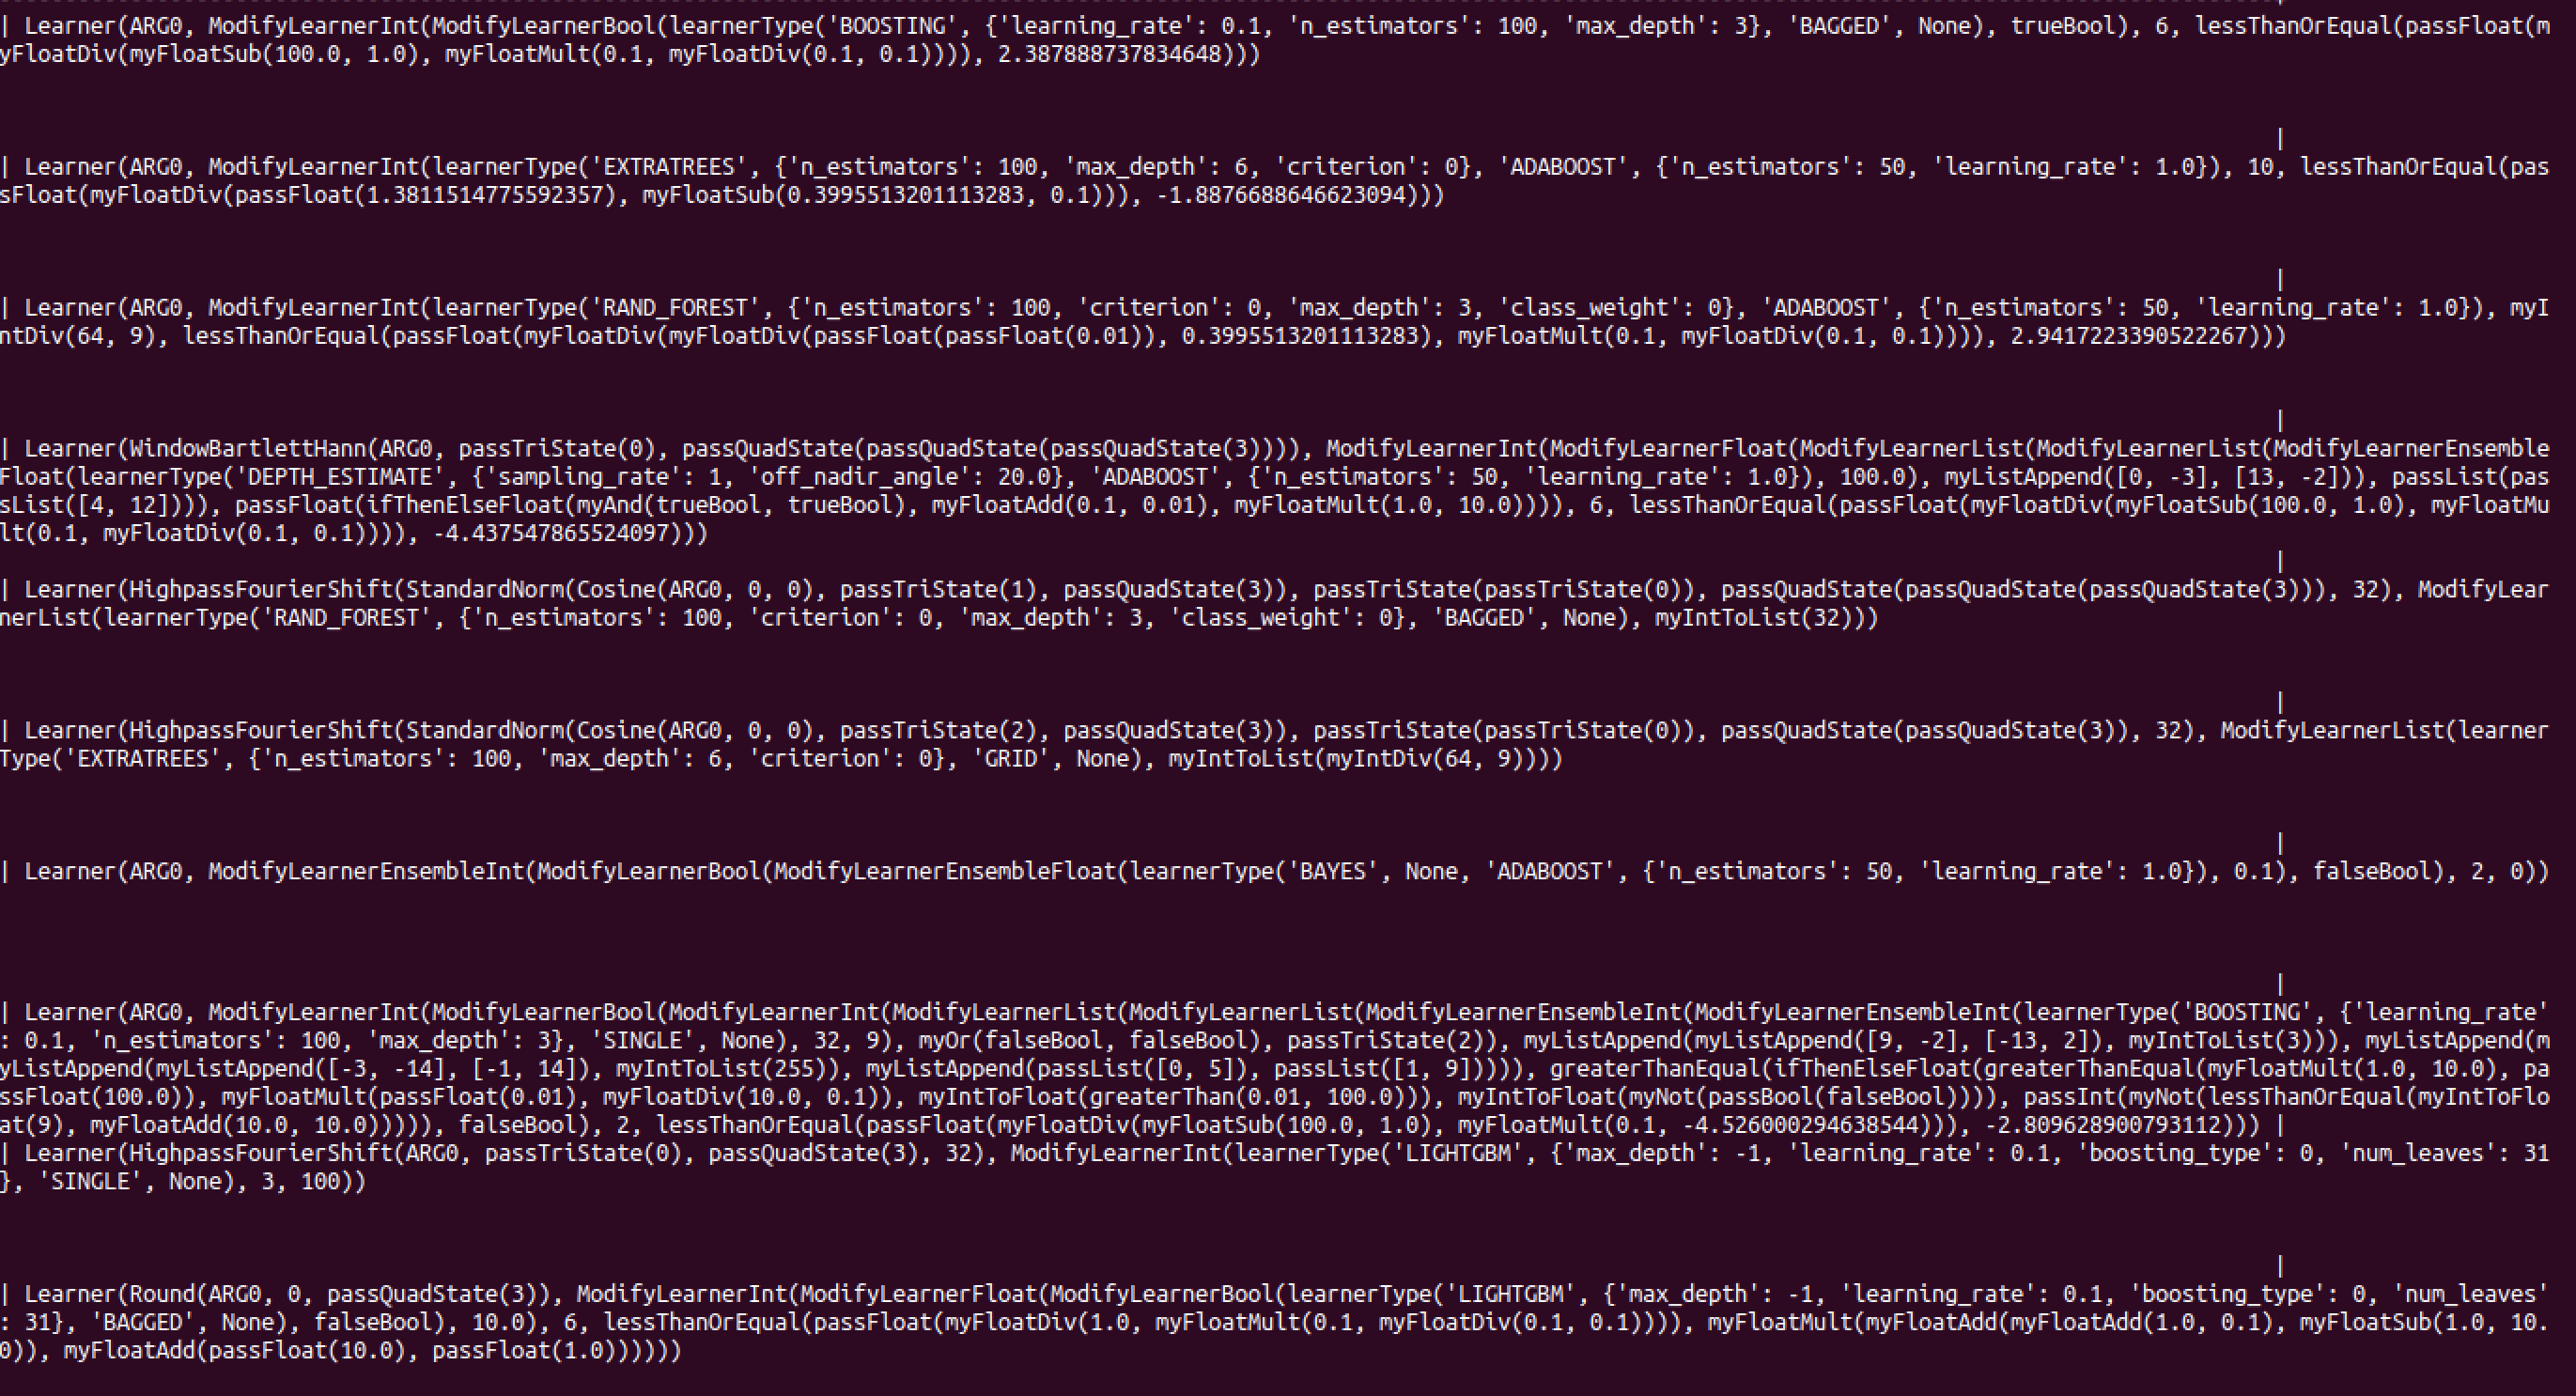 | Learner(ARG0, ModifyLearnerInt(ModifyLearnerBool(learnerType('BOOSTING', {'learning_rate': 0.1, 'n_estimators': 100, 'max_depth': 3}, 'BAGGED', None), trueBool), 6, lessThanOrEqual(passFloat(m
yFloatDiv(myFloatSub(100.0, 1.0), myFloatMult(0.1, myFloatDiv(0.1, 0.1)))), 2.387888737834648)))
|
| Learner(ARG0, ModifyLearnerInt(learnerType('EXTRATREES', {'n_estimators': 100, 'max_depth': 6, 'criterion': 0}, 'ADABOOST', {'n_estimators': 50, 'learning_rate': 1.0}), 10, lessThanOrEqual(pas
sFloat(myFloatDiv(passFloat(1.3811514775592357), myFloatSub(0.3995513201113283, 0.1))), -1.8876688646623094)))
|
| Learner(ARG0, ModifyLearnerInt(learnerType('RAND_FOREST', {'n_estimators': 100, 'criterion': 0, 'max_depth': 3, 'class_weight': 0}, 'ADABOOST', {'n_estimators': 50, 'learning_rate': 1.0}), myI
ntDiv(64, 9), lessThanOrEqual(passFloat(myFloatDiv(myFloatDiv(passFloat(passFloat(0.01)), 0.3995513201113283), myFloatMult(0.1, myFloatDiv(0.1, 0.1)))), 2.9417223390522267)))
|
| Learner(WindowBartlettHann(ARG0, passTriState(0), passQuadState(passQuadState(passQuadState(3)))), ModifyLearnerInt(ModifyLearnerFloat(ModifyLearnerList(ModifyLearnerList(ModifyLearnerEnsemble
Float(learnerType('DEPTH_ESTIMATE', {'sampling_rate': 1, 'off_nadir_angle': 20.0}, 'ADABOOST', {'n_estimators': 50, 'learning_rate': 1.0}), 100.0), myListAppend([0, -3], [13, -2])), passList(pas
sList([4, 12]))), passFloat(ifThenElseFloat(myAnd(trueBool, trueBool), myFloatAdd(0.1, 0.01), myFloatMult(1.0, 10.0)))), 6, lessThanOrEqual(passFloat(myFloatDiv(myFloatSub(100.0, 1.0), myFloatMu
lt(0.1, myFloatDiv(0.1, 0.1)))), -4.437547865524097)))
|
| Learner(HighpassFourierShift(StandardNorm(Cosine(ARG0, 0, 0), passTriState(1), passQuadState(3)), passTriState(passTriState(0)), passQuadState(passQuadState(passQuadState(3))), 32), ModifyLear
nerList(learnerType('RAND_FOREST', {'n_estimators': 100, 'criterion': 0, 'max_depth': 3, 'class_weight': 0}, 'BAGGED', None), myIntToList(32)))
|
| Learner(HighpassFourierShift(StandardNorm(Cosine(ARG0, 0, 0), passTriState(2), passQuadState(3)), passTriState(passTriState(0)), passQuadState(passQuadState(3)), 32), ModifyLearnerList(learner
Type('EXTRATREES', {'n_estimators': 100, 'max_depth': 6, 'criterion': 0}, 'GRID', None), myIntToList(myIntDiv(64, 9))))
|
| Learner(ARG0, ModifyLearnerEnsembleInt(ModifyLearnerBool(ModifyLearnerEnsembleFloat(learnerType('BAYES', None, 'ADABOOST', {'n_estimators': 50, 'learning_rate': 1.0}), 0.1), falseBool), 2, 0))
|
| Learner(ARG0, ModifyLearnerInt(ModifyLearnerBool(ModifyLearnerInt(ModifyLearnerList(ModifyLearnerList(ModifyLearnerEnsembleInt(ModifyLearnerEnsembleInt(learnerType('BOOSTING', {'learning_rate'
: 0.1, 'n_estimators': 100, 'max_depth': 3}, 'SINGLE', None), 32, 9), myOr(falseBool, falseBool), passTriState(2)), myListAppend(myListAppend([9, -2], [-13, 2]), myIntToList(3))), myListAppend(m
yListAppend(myListAppend([-3, -14], [-1, 14]), myIntToList(255)), myListAppend(passList([0, 5]), passList([1, 9])))), greaterThanEqual(ifThenElseFloat(greaterThanEqual(myFloatMult(1.0, 10.0), pa
ssFloat(100.0)), myFloatMult(passFloat(0.01), myFloatDiv(10.0, 0.1)), myIntToFloat(greaterThan(0.01, 100.0))), myIntToFloat(myNot(passBool(falseBool)))), passInt(myNot(lessThanOrEqual(myIntToFlo
at(9), myFloatAdd(10.0, 10.0))))), falseBool), 2, lessThanOrEqual(passFloat(myFloatDiv(myFloatSub(100.0, 1.0), myFloatMult(0.1, -4.526000294638544))), -2.809628900793112))) |
| Learner(HighpassFourierShift(ARG0, passTriState(0), passQuadState(3), 32), ModifyLearnerInt(learnerType('LIGHTGBM', {'max_depth': -1, 'learning_rate': 0.1, 'boosting_type': 0, 'num_leaves': 31
}, 'SINGLE', None), 3, 100))
|
| Learner(Round(ARG0, 0, passQuadState(3)), ModifyLearnerInt(ModifyLearnerFloat(ModifyLearnerBool(learnerType('LIGHTGBM', {'max_depth': -1, 'learning_rate': 0.1, 'boosting_type': 0, 'num_leaves'
: 31}, 'BAGGED', None), falseBool), 10.0), 6, lessThanOrEqual(passFloat(myFloatDiv(1.0, myFloatMult(0.1, myFloatDiv(0.1, 0.1)))), myFloatMult(myFloatAdd(myFloatAdd(1.0, 0.1), myFloatSub(1.0, 10.
0)), myFloatAdd(passFloat(10.0), passFloat(1.0))))))